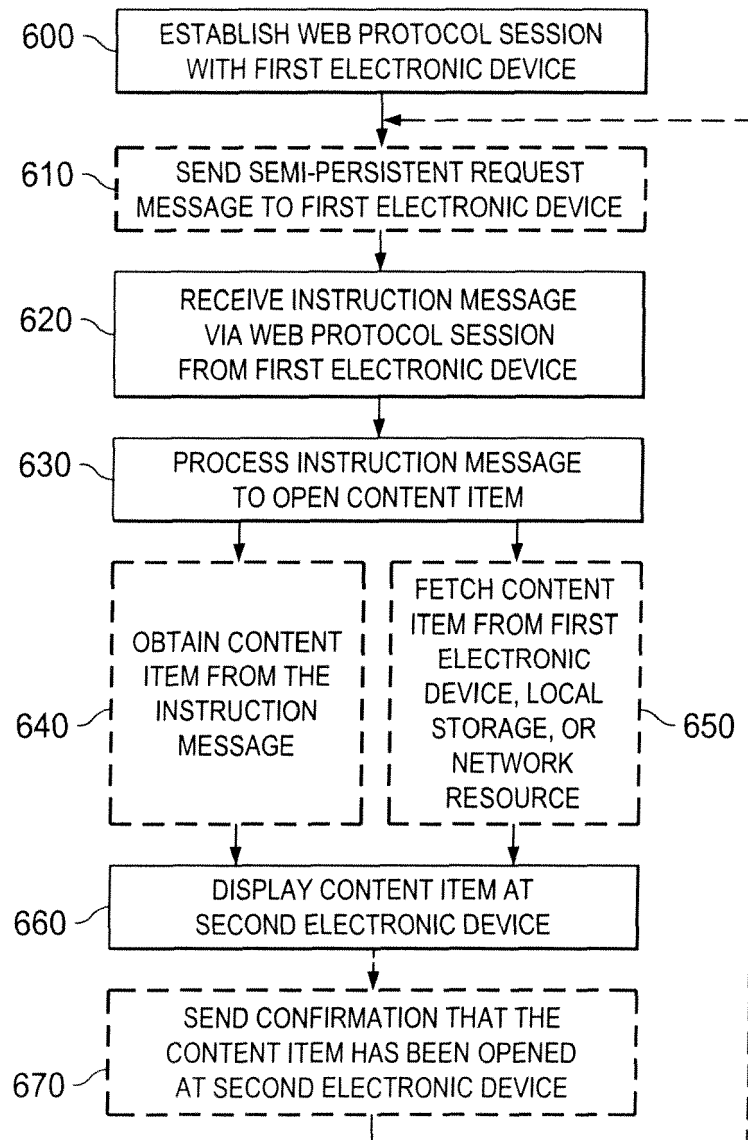 600
ESTABLISH WEB PROTOCOL SESSION
WITH FIRST ELECTRONIC DEVICE
610
SEND SEMI-PERSISTENT REQUEST
MESSAGE TO FIRST ELECTRONIC DEVICE
620
RECEIVE INSTRUCTION MESSAGE
VIA WEB PROTOCOL SESSION
FROM FIRST ELECTRONIC DEVICE
630
PROCESS INSTRUCTION MESSAGE
TO OPEN CONTENT ITEM
640
OBTAIN CONTENT
ITEM FROM THE
INSTRUCTION
MESSAGE
FETCH CONTENT
ITEM FROM FIRST
ELECTRONIC
DEVICE, LOCAL
STORAGE, OR
NETWORK
RESOURCE
650
660
DISPLAY CONTENT ITEM AT
SECOND ELECTRONIC DEVICE
670
SEND CONFIRMATION THAT THE
CONTENT ITEM HAS BEEN OPENED
AT SECOND ELECTRONIC DEVICE